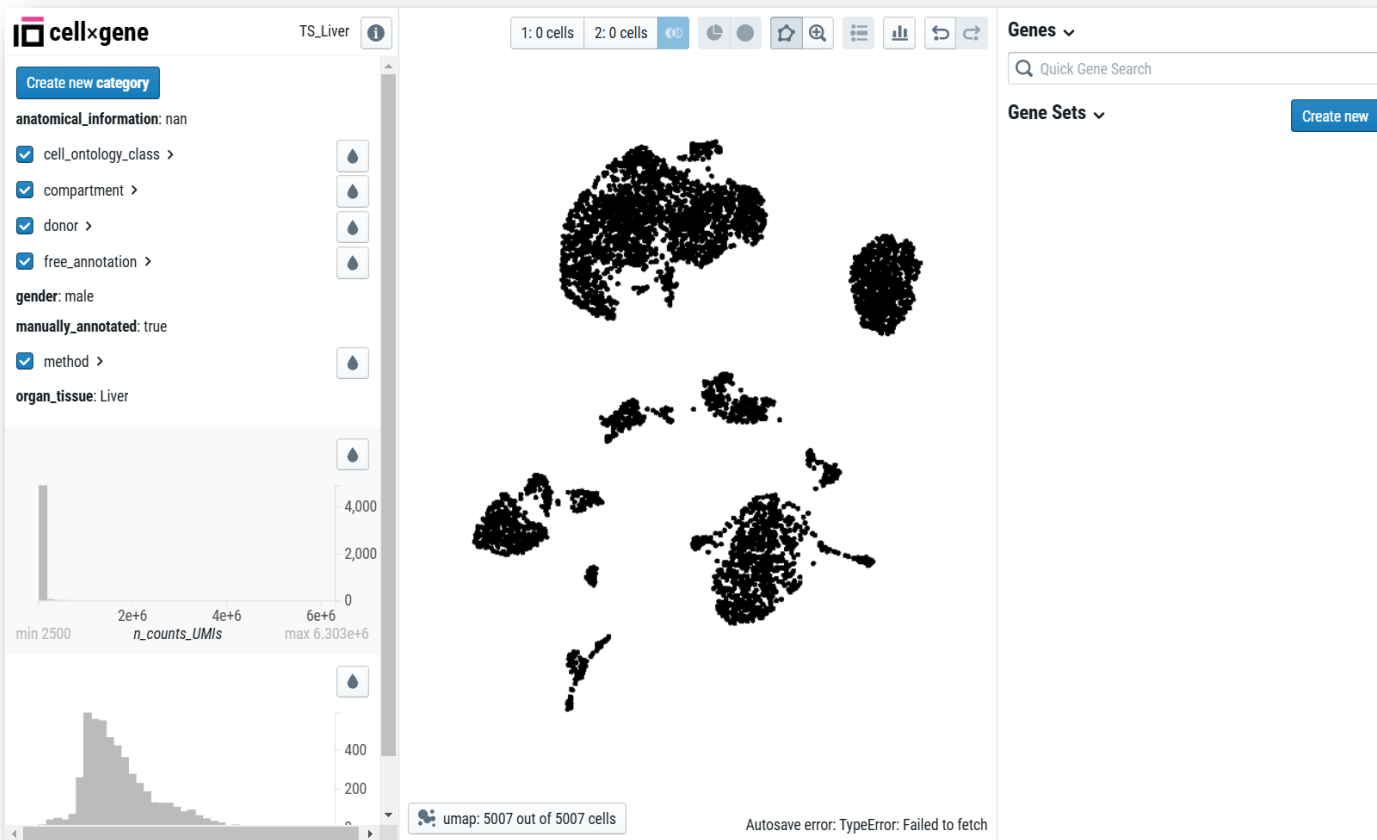 cell×gene
TS_Liver
Create new category
anatomical_information: nan
cell_ontology_class
compartment
donor
free_annotation
gender: male
manually_annotated: true
method
organ_tissue: Liver
4,000
2,000
0
2e+6 4e+6 6e+6
min 2500 n_counts_UMIs max 6.303e+6
400
200
1: 0 cells 2: 0 cells
umap: 5007 out of 5007 cells
Autosave error: TypeError: Failed to fetch
Genes
Quick Gene Search
Gene Sets
Create new